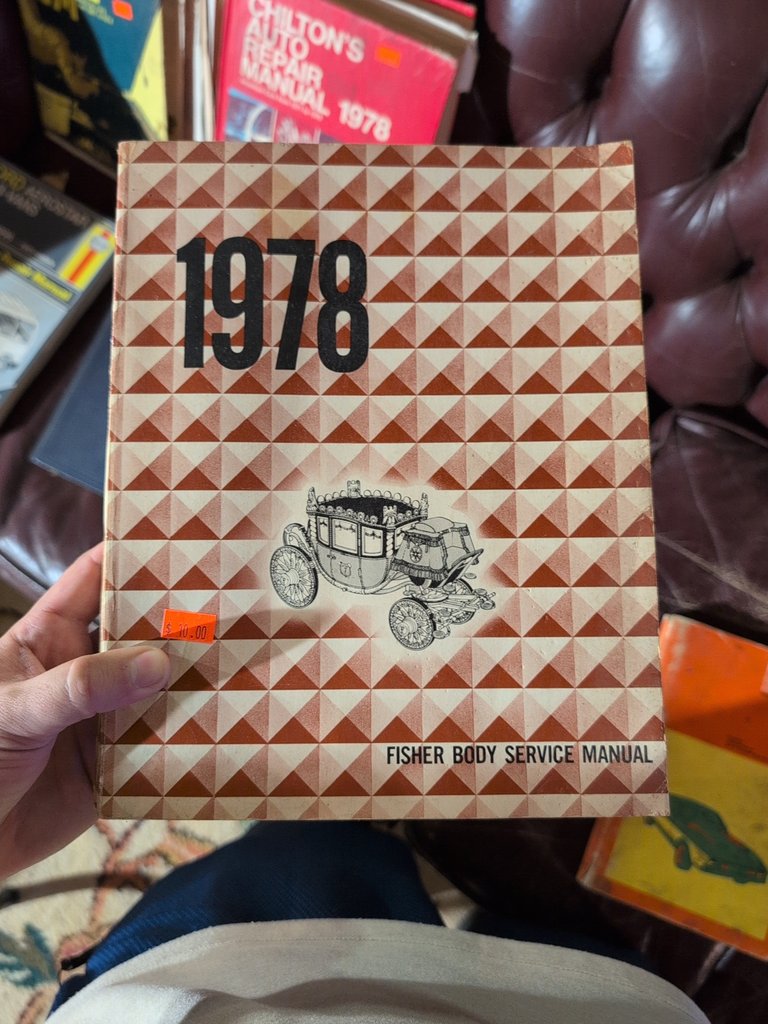 CHILTON'S
AUTO
REPAIR
MANUAL 1978
1978
$ 10.00
FISHER BODY SERVICE MANUAL